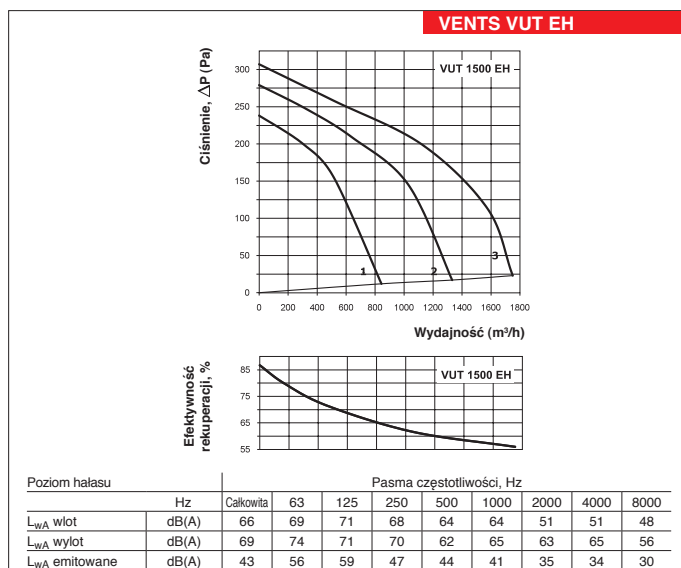 VENTS VUT EH
VUT 1500 EH
Ciśnienie, △P (Pa)
300
250
200
150
100
50
0
1
2
3
0 200 400 600 800 1000 1200 1400 1600 1800
Wydajność (m³/h)
Efektywność
rekuperacji, %
85
75
65
55
VUT 1500 EH
Poziom hałasu Pasma częstotliwości, Hz
Hz Całkowita 63 125 250 500 1000 2000 4000 8000
LwA wlot dB(A) 66 69 71 68 64 64 51 51 48
LwA wylot dB(A) 69 74 71 70 62 65 63 65 56
LwA emitowane dB(A) 43 56 59 47 44 41 35 34 30